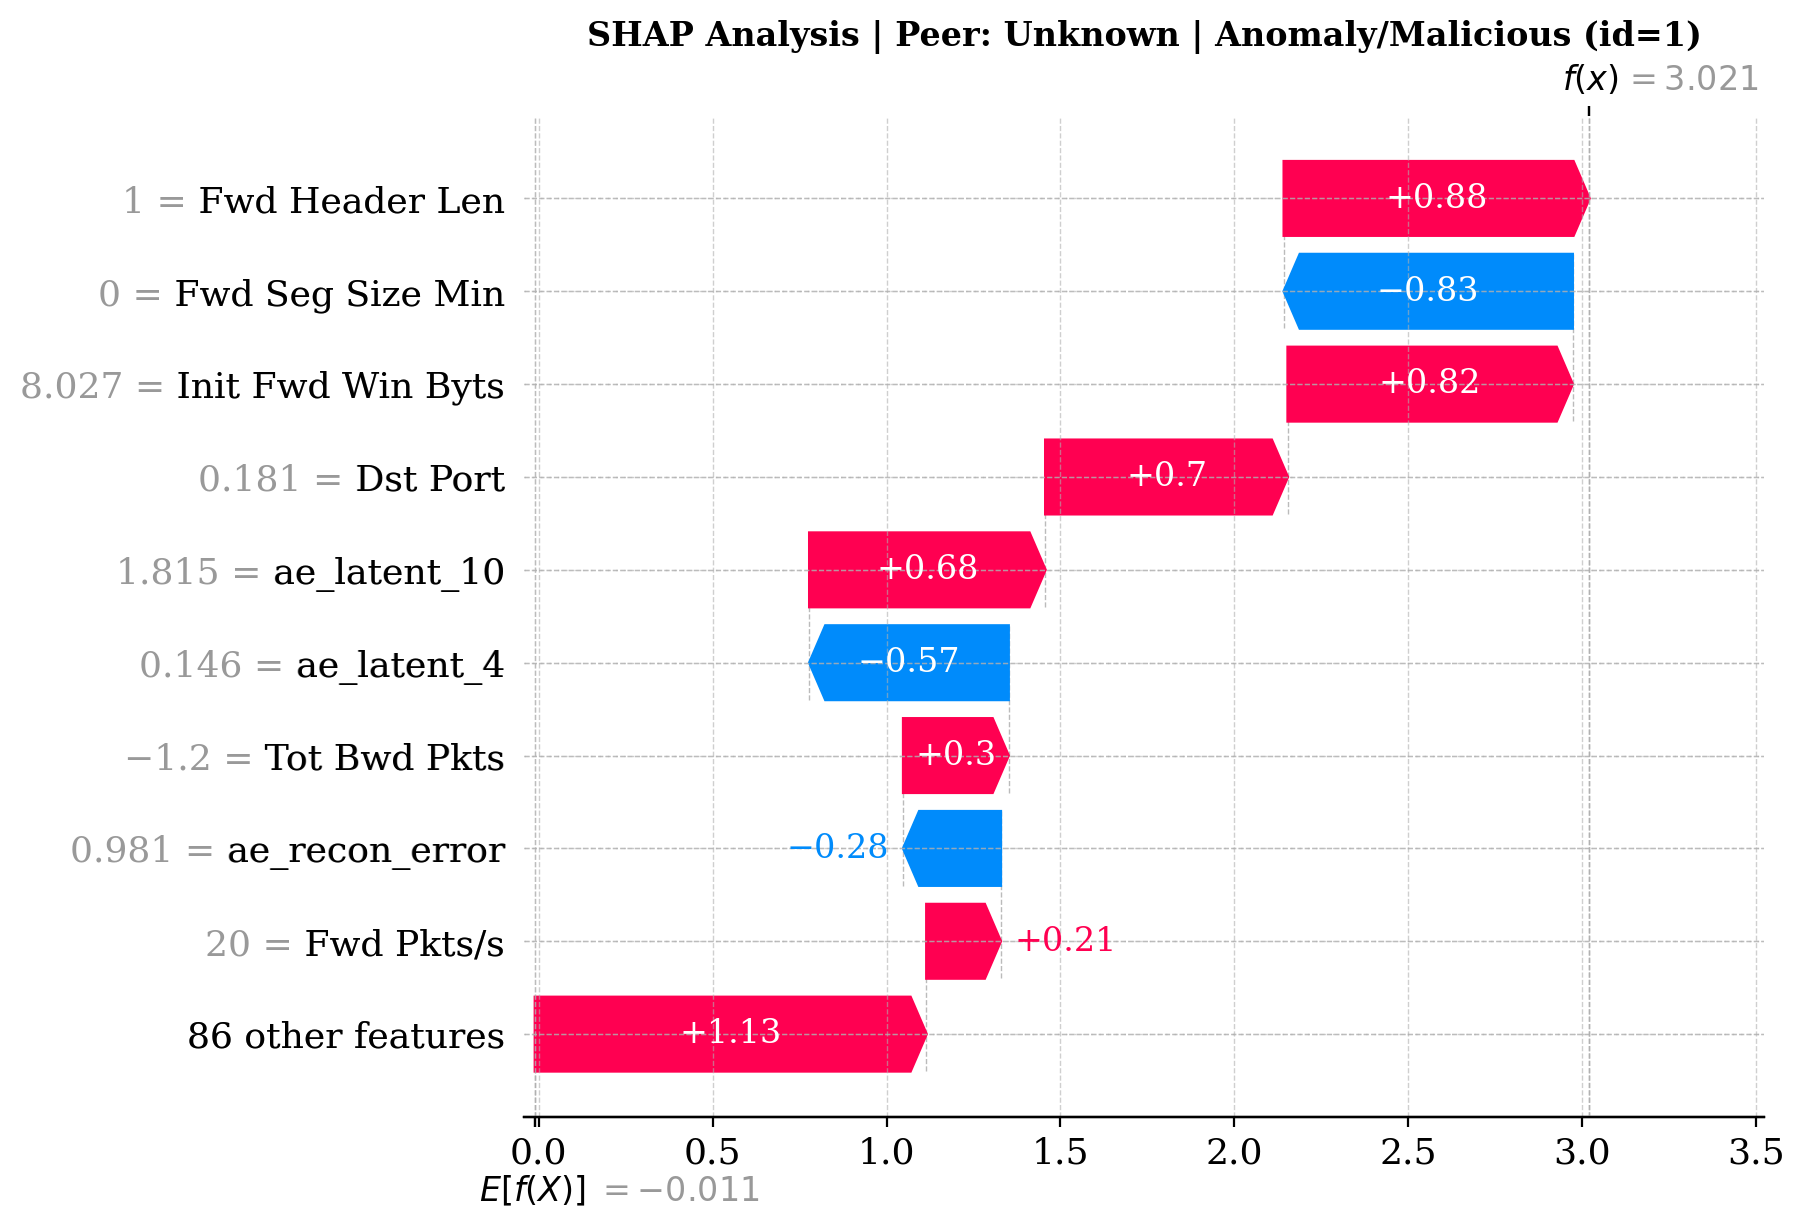 SHAP Analysis | Peer: Unknown | Anomaly/Malicious (id=1)
f(x) = 3.021
1 = Fwd Header Len +0.88
0 = Fwd Seg Size Min −0.83
8.027 = Init Fwd Win Byts +0.82
0.181 = Dst Port +0.7
1.815 = ae_latent_10 +0.68
0.146 = ae_latent_4 −0.57
−1.2 = Tot Bwd Pkts +0.3
0.981 = ae_recon_error −0.28
20 = Fwd Pkts/s +0.21
86 other features +1.13
0.0 0.5 1.0 1.5 2.0 2.5 3.0 3.5
E[f(X)] = −0.011